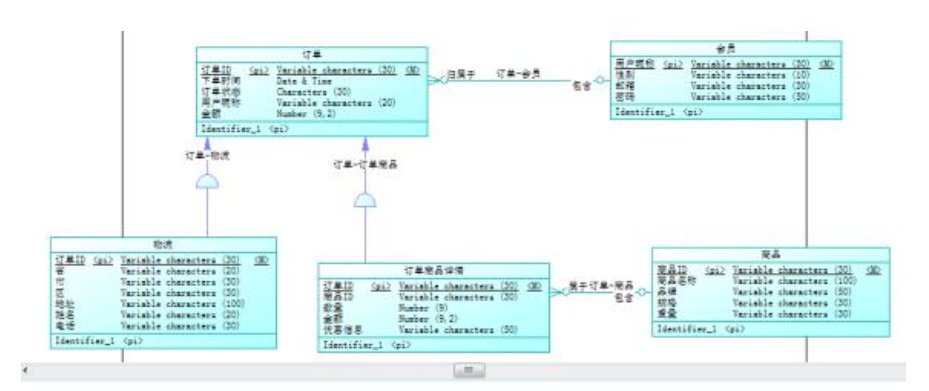 订单
订单ID <pi> Variable characters (30) <M>
下单时间 Date & Time
订单状态 Characters (30)
用户昵称 Variable characters (20)
金额 Number (9,2)
Identifier_1 <pi>
归属于 订单-会员
包含
会员
用户昵称 <pi> Variable characters (20) <M>
性别 Variable characters (10)
邮箱 Variable characters (30)
密码 Variable characters (30)
Identifier_1 <pi>
订单-物流
订单-订单商品
物流
订单ID <pi> Variable characters (30) <M>
省 Variable characters (20)
市 Variable characters (30)
区 Variable characters (30)
地址 Variable characters (100)
姓名 Variable characters (20)
电话 Variable characters (30)
Identifier_1 <pi>
订单商品详情
订单ID <pi> Variable characters (30) <M>
商品ID Variable characters (30)
数量 Number (9)
金额 Number (9,2)
优惠信息 Variable characters (50)
Identifier_1 <pi>
属于 订单-商品
包含
商品
商品ID <pi> Variable characters (30) <M>
商品名称 Variable characters (100)
品牌 Variable characters (50)
规格 Variable characters (30)
重量 Variable characters (30)
Identifier_1 <pi>